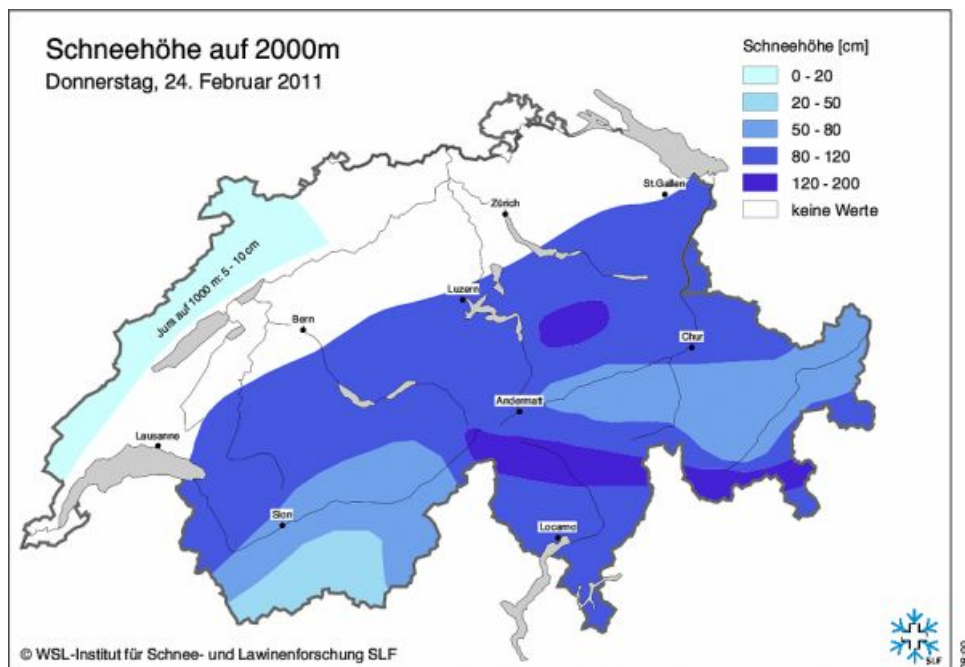 Schneehöhe auf 2000m
Donnerstag, 24. Februar 2011
Schneehöhe [cm]
0 - 20
20 - 50
50 - 80
80 - 120
120 - 200
keine Werte
St.Gallen
Zürich
Jura auf 1000 m: 5 - 10 cm
Luzern
Bern
Chur
Andermatt
Lausanne
Sion
Locarno
© WSL-Institut für Schnee- und Lawinenforschung SLF
SLF